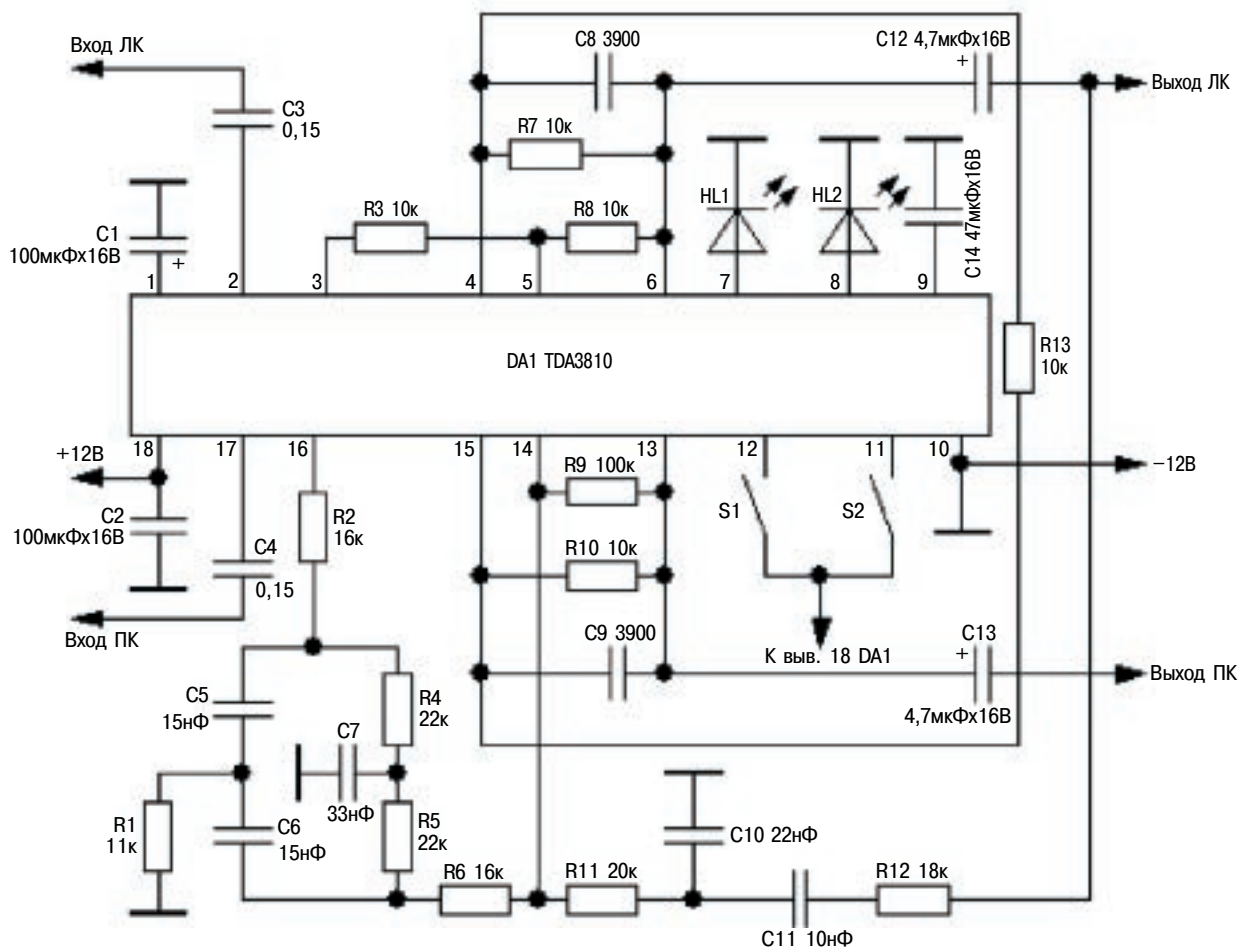 Вход ЛК
C3
0,15
C1
100мкФх16В
+
C8 3900
C12 4,7мкФх16В
+
Выход ЛК
R7 10к
R3 10к
R8 10к
HL1
HL2
C14 47мкФх16В
1
2
3
4
5
6
7
8
9
DA1 TDA3810
R13
10к
18
17
16
15
14
13
12
11
10
+12В
−12В
C2
100мкФх16В
R2
16к
C4
0,15
Вход ПК
R9 100к
R10 10к
C9 3900
S1
S2
К выв. 18 DA1
C13
+
4,7мкФх16В
Выход ПК
C5
15нФ
R4
22к
C7
33нФ
R1
11к
C6
15нФ
R5
22к
R6 16к
R11 20к
C10 22нФ
R12 18к
C11 10нФ